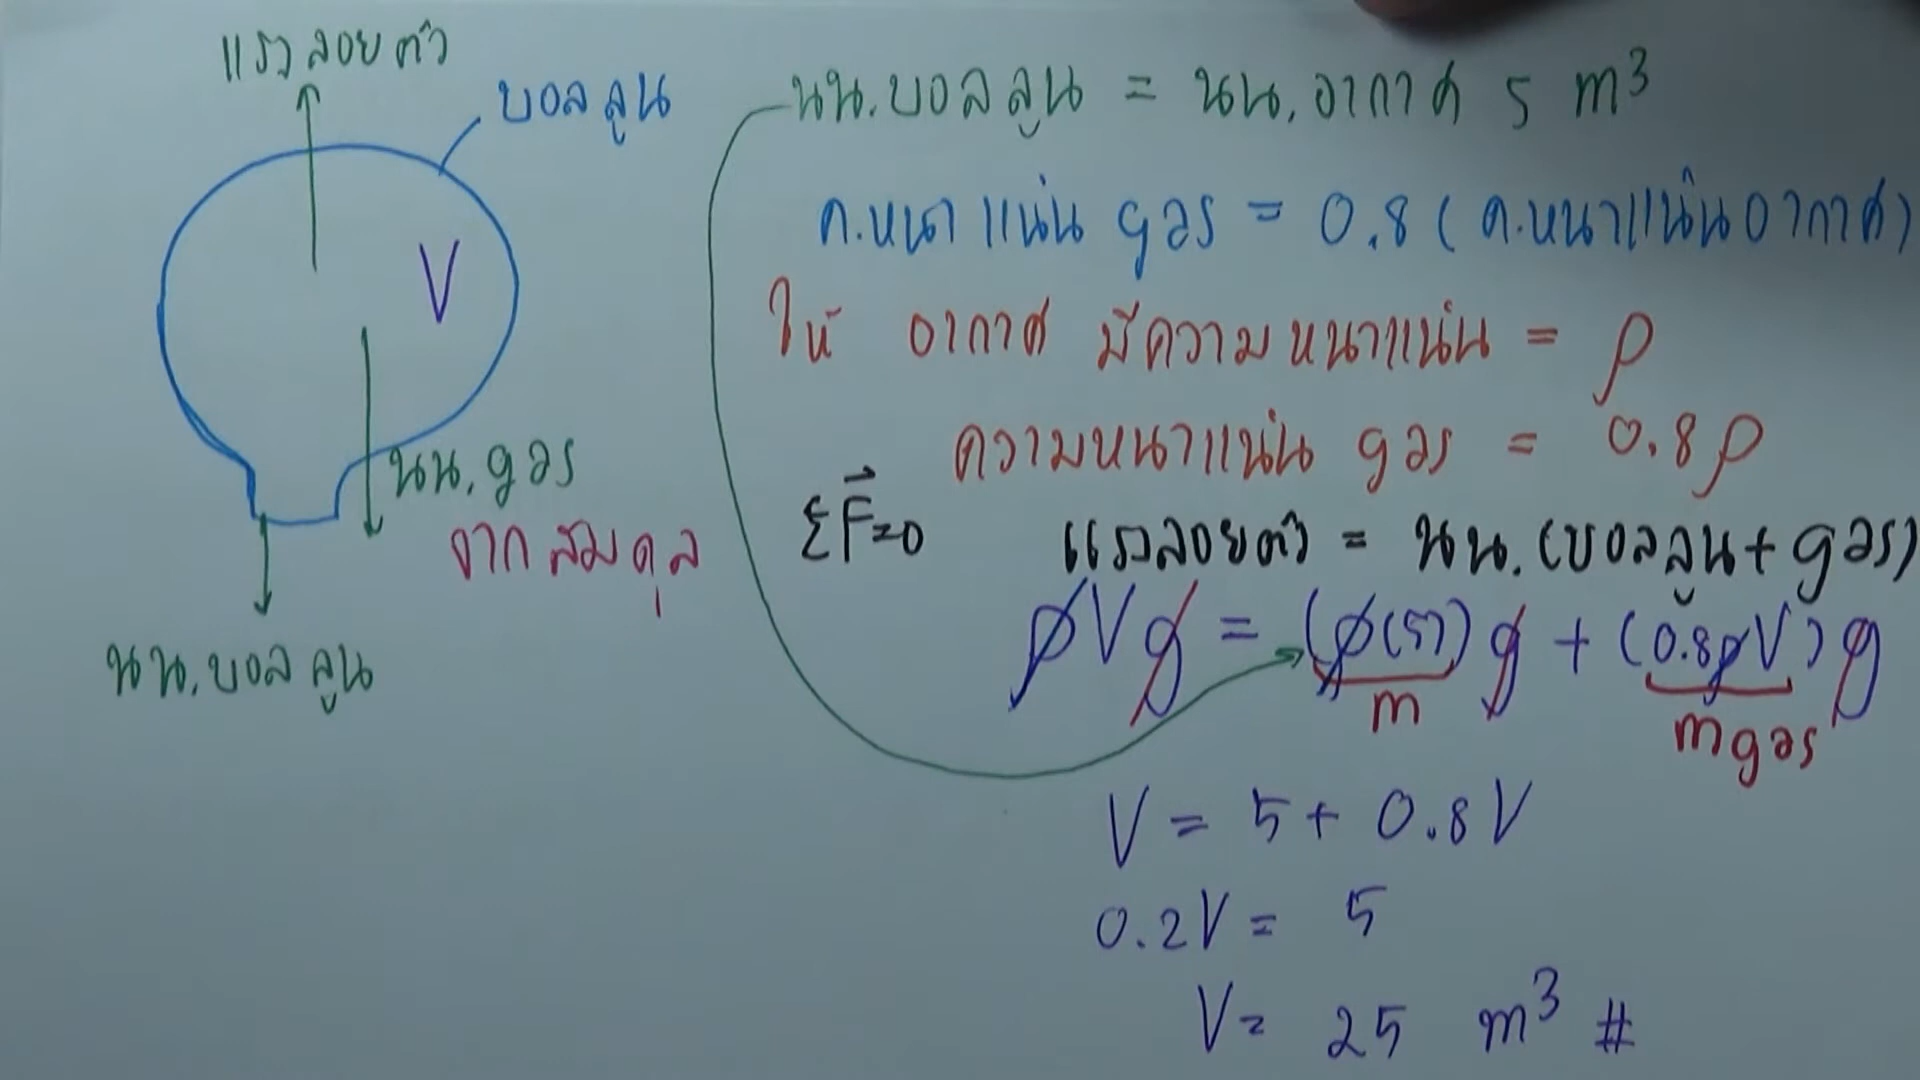 แรงลอยตัว
บอลลูน
V
นน.gas
นน.บอลลูน
นน.บอลลูน = นน.อากาศ 5 m³
ค.หนาแน่น gas = 0.8 (ค.หนาแน่นอากาศ)
ให้ อากาศ มีความหนาแน่น = ρ
ความหนาแน่น gas = 0.8ρ
จากสมดุล ΣF⃗=0 แรงลอยตัว = นน.(บอลลูน+gas)
ρVg = (ρ(5))g + (0.8ρV)g
m mgas
V = 5 + 0.8V
0.2V = 5
V = 25 m³ #